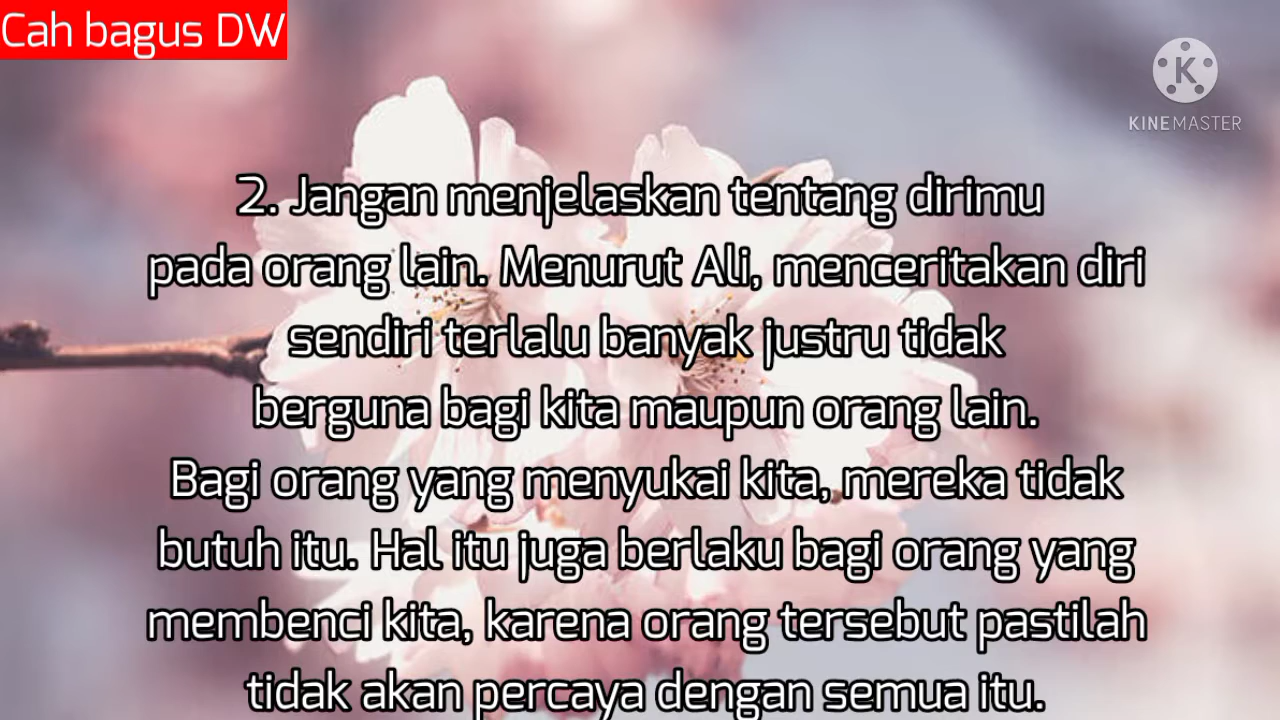 Cah bagus DW
KINEMASTER
2. Jangan menjelaskan tentang dirimu
pada orang lain. Menurut Ali, menceritakan diri
sendiri terlalu banyak justru tidak
berguna bagi kita maupun orang lain.
Bagi orang yang menyukai kita, mereka tidak
butuh itu. Hal itu juga berlaku bagi orang yang
membenci kita, karena orang tersebut pastilah
tidak akan percaya dengan semua itu.